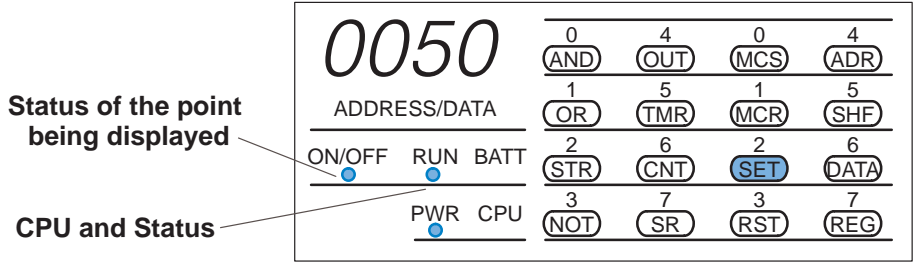 0050
ADDRESS/DATA
Status of the point
being displayed
ON/OFF RUN BATT
CPU and Status
PWR CPU
0 4 0 4
AND OUT MCS ADR
1 5 1 5
OR TMR MCR SHF
2 6 2 6
STR CNT SET DATA
3 7 3 7
NOT SR RST REG